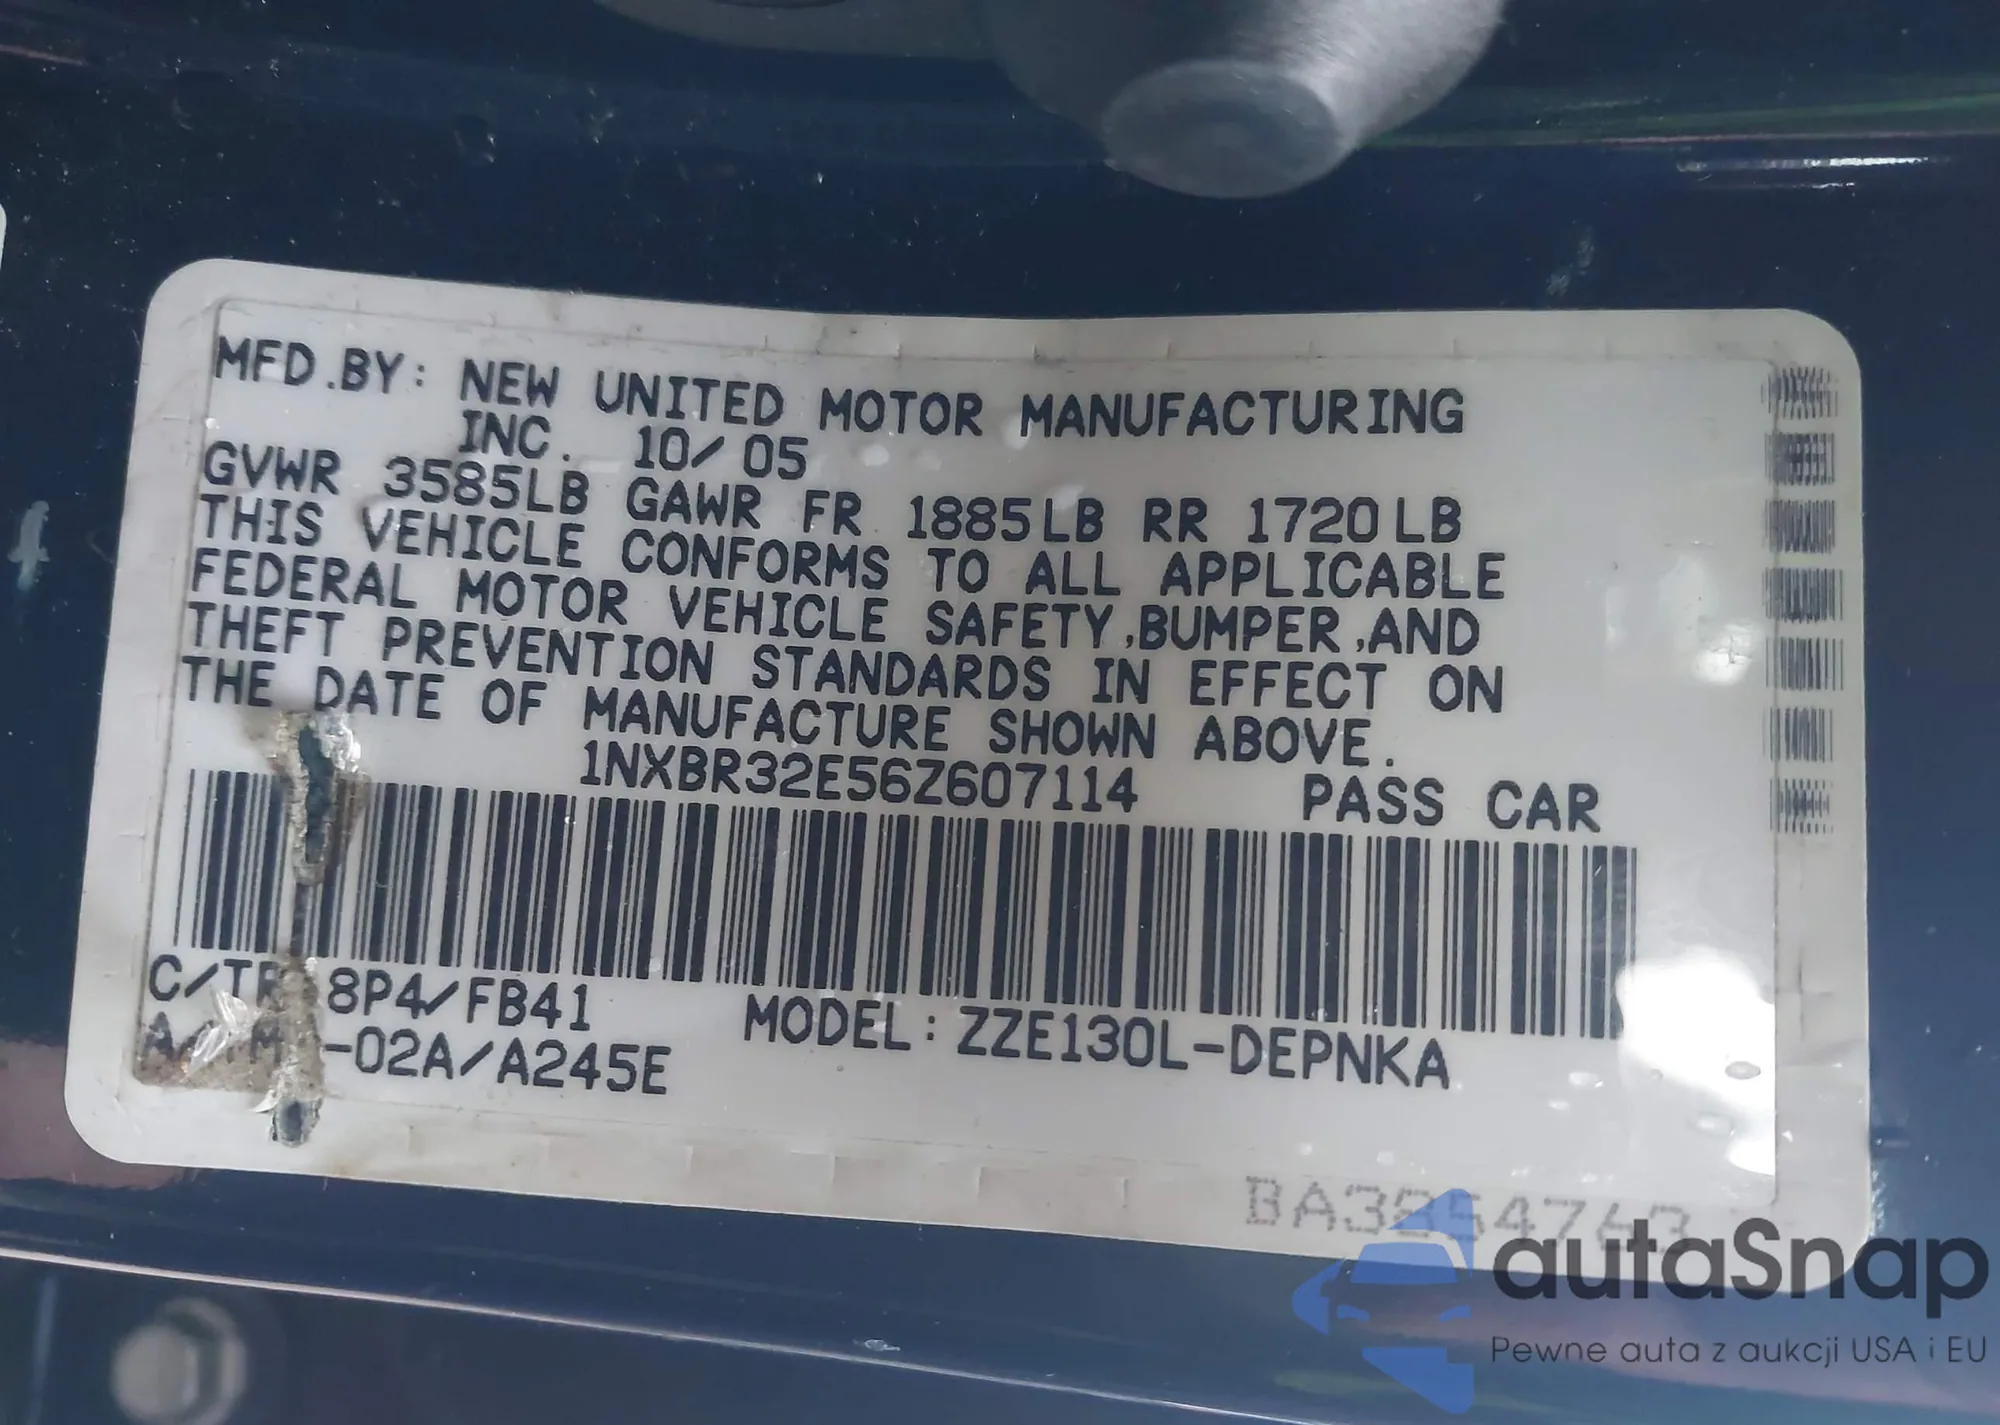 MFD.BY: NEW UNITED MOTOR MANUFACTURING
INC. 10/05
GVWR 3585LB GAWR FR 1885LB RR 1720LB
THIS VEHICLE CONFORMS TO ALL APPLICABLE
FEDERAL MOTOR VEHICLE SAFETY,BUMPER,AND
THEFT PREVENTION STANDARDS IN EFFECT ON
THE DATE OF MANUFACTURE SHOWN ABOVE.
1NXBR32E56Z607114 PASS CAR
C/TR 8P4/FB41
MODEL: ZZE130L-DEPNKA
-02A/A245E
BA3854763
autaSnap
Pewne auta z aukcji USA i EU